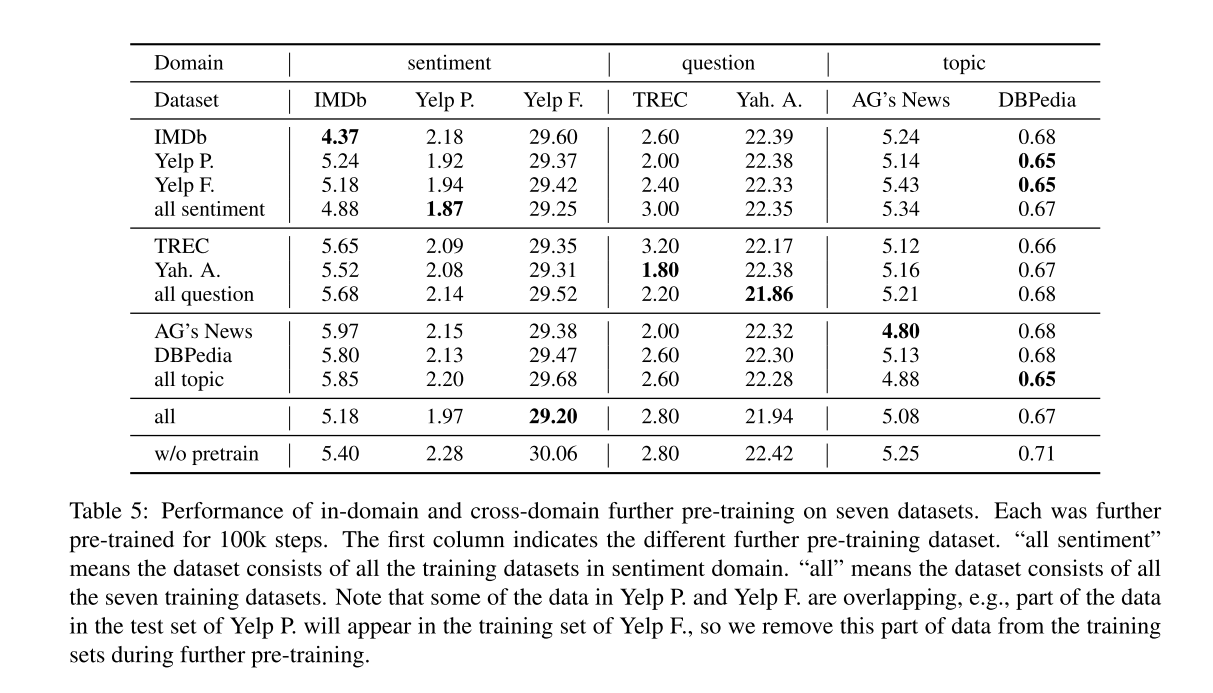 Domain sentiment question topic
Dataset IMDb Yelp P. Yelp F. TREC Yah. A. AG's News DBPedia
IMDb 4.37 2.18 29.60 2.60 22.39 5.24 0.68
Yelp P. 5.24 1.92 29.37 2.00 22.38 5.14 0.65
Yelp F. 5.18 1.94 29.42 2.40 22.33 5.43 0.65
all sentiment 4.88 1.87 29.25 3.00 22.35 5.34 0.67
TREC 5.65 2.09 29.35 3.20 22.17 5.12 0.66
Yah. A. 5.52 2.08 29.31 1.80 22.38 5.16 0.67
all question 5.68 2.14 29.52 2.20 21.86 5.21 0.68
AG's News 5.97 2.15 29.38 2.00 22.32 4.80 0.68
DBPedia 5.80 2.13 29.47 2.60 22.30 5.13 0.68
all topic 5.85 2.20 29.68 2.60 22.28 4.88 0.65
all 5.18 1.97 29.20 2.80 21.94 5.08 0.67
w/o pretrain 5.40 2.28 30.06 2.80 22.42 5.25 0.71
Table 5: Performance of in-domain and cross-domain further pre-training on seven datasets. Each was further
pre-trained for 100k steps. The first column indicates the different further pre-training dataset. “all sentiment”
means the dataset consists of all the training datasets in sentiment domain. “all” means the dataset consists of all
the seven training datasets. Note that some of the data in Yelp P. and Yelp F. are overlapping, e.g., part of the data
in the test set of Yelp P. will appear in the training set of Yelp F., so we remove this part of data from the training
sets during further pre-training.